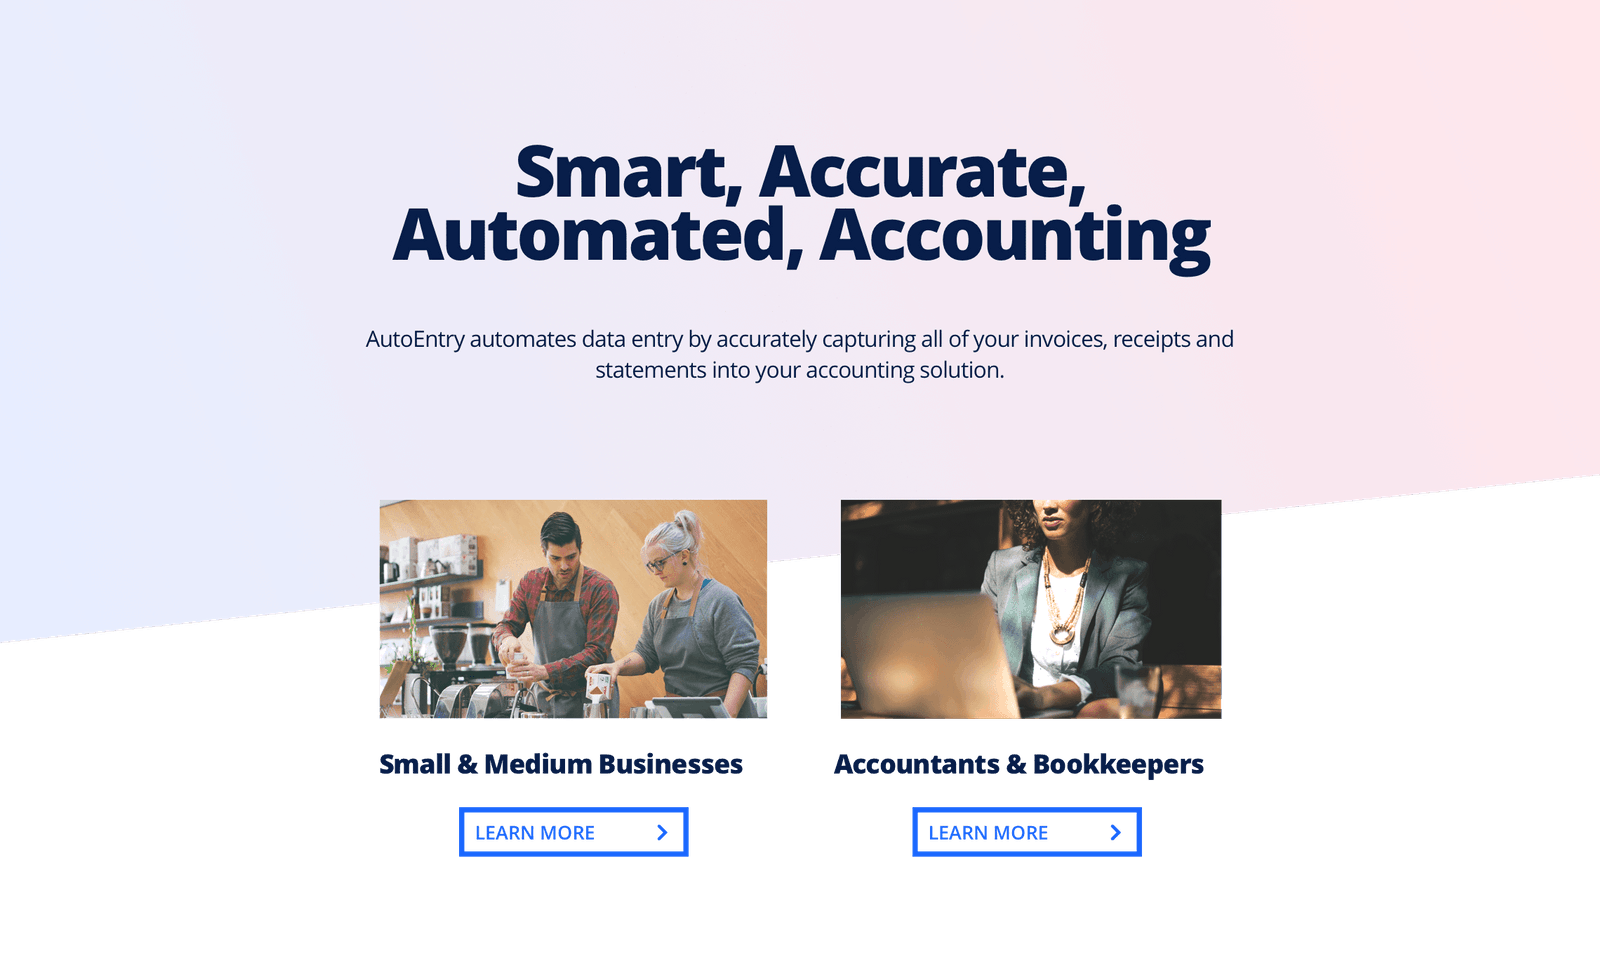 Smart, Accurate,
Automated, Accounting
AutoEntry automates data entry by accurately capturing all of your invoices, receipts and
statements into your accounting solution.
Small & Medium Businesses
Accountants & Bookkeepers
LEARN MORE
LEARN MORE